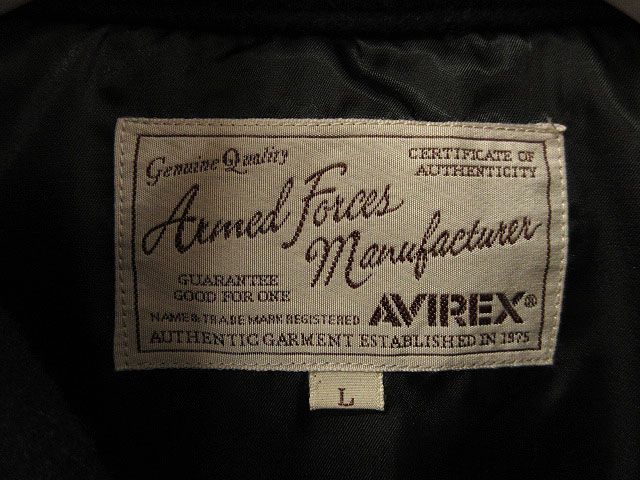 Genuine Quality
CERTIFICATE OF
AUTHENTICITY
Armed Forces
Manufacturer
GUARANTEE
GOOD FOR ONE
NAME & TRADE MARK REGISTERED
AVIREX®
AUTHENTIC GARMENT ESTABLISHED IN 1975
L